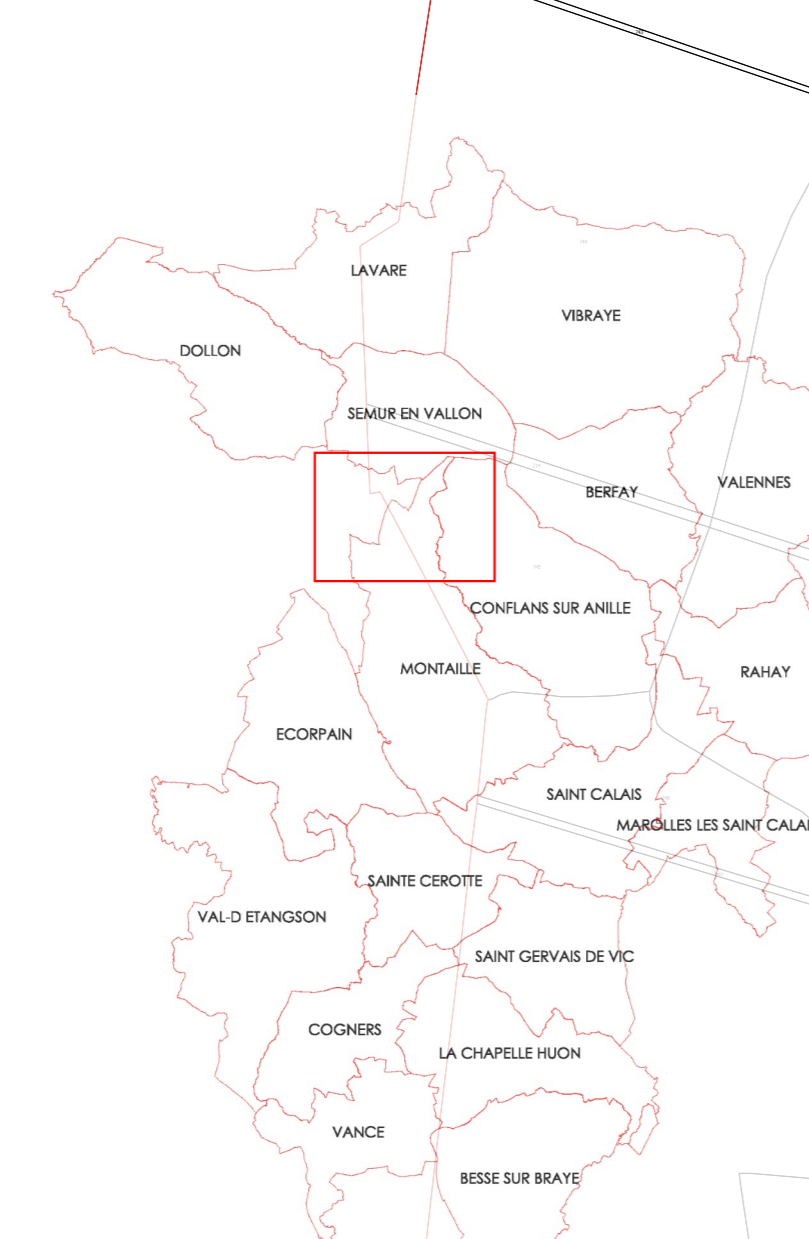 LAVARE
VIBRAYE
DOLLON
SEMUR EN VALLON
VALENNES
BERFAY
CONFLANS SUR ANILLE
MONTAILLE
RAHAY
ECORPAIN
SAINT CALAIS
MAROLLES LES SAINT CALAI
SAINTE CEROTTE
VAL-D ETANGSON
SAINT GERVAIS DE VIC
COGNERS
LA CHAPELLE HUON
VANCE
BESSE SUR BRAYE